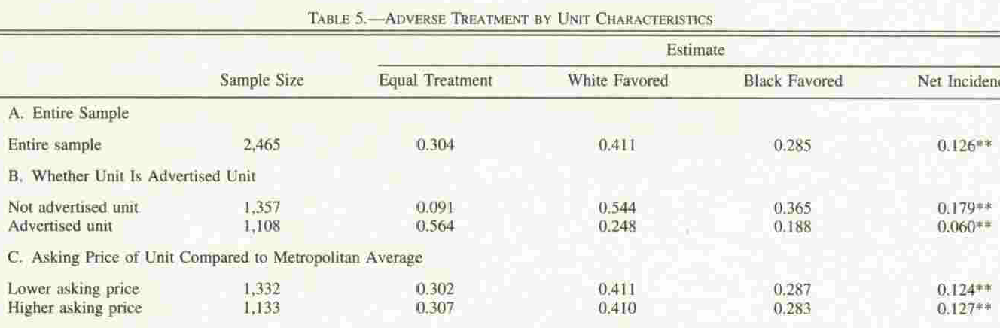 TABLE 5.—ADVERSE TREATMENT BY UNIT CHARACTERISTICS
Estimate
Sample Size Equal Treatment White Favored Black Favored Net
A. Entire Sample
Entire sample 2,465 0.304 0.411 0.285 0.126**
B. Whether Unit Is Advertised Unit
Not advertised unit 1,357 0.091 0.544 0.365 0.179**
Advertised unit 1,108 0.564 0.248 0.188 0.060**
C. Asking Price of Unit Compared to Metropolitan Average
Lower asking price 1,332 0.302 0.411 0.287 0.124**
Higher asking price 1,133 0.307 0.410 0.283 0.127**